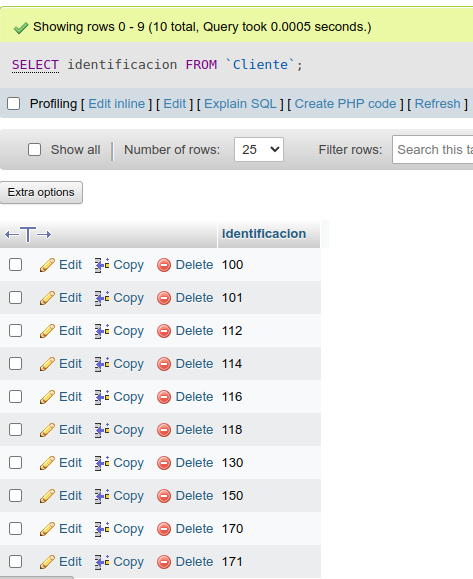 Showing rows 0 - 9 (10 total, Query took 0.0005 seconds.)
SELECT identificacion FROM `Cliente`;
Profiling [ Edit inline ] [ Edit ] [ Explain SQL ] [ Create PHP code ] [ Refresh ]
Show all Number of rows: 25 Filter rows: Search this ta
Extra options
identificacion
Edit Copy Delete 100
Edit Copy Delete 101
Edit Copy Delete 112
Edit Copy Delete 114
Edit Copy Delete 116
Edit Copy Delete 118
Edit Copy Delete 130
Edit Copy Delete 150
Edit Copy Delete 170
Edit Copy Delete 171